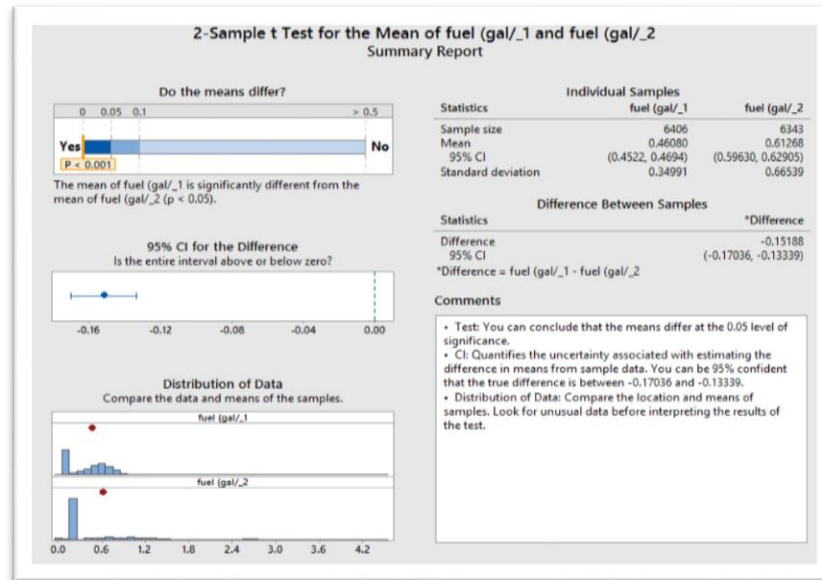 2-Sample t Test for the Mean of fuel (gal/_1 and fuel (gal/_2
Summary Report
Do the means differ?
0 0.05 0.1 > 0.5
Yes No
P < 0.001
The mean of fuel (gal/_1 is significantly different from the
mean of fuel (gal/_2 (p < 0.05).
95% CI for the Difference
Is the entire interval above or below zero?
-0.16 -0.12 -0.08 -0.04 0.00
Distribution of Data
Compare the data and means of the samples.
fuel (gal/_1
fuel (gal/_2
0.0 0.6 1.2 1.8 2.4 3.0 3.6 4.2
Individual Samples
Statistics fuel (gal/_1 fuel (gal/_2
Sample size 6406 6343
Mean 0.46080 0.61268
95% CI (0.4522, 0.4694) (0.59630, 0.62905)
Standard deviation 0.34991 0.66539
Difference Between Samples
Statistics *Difference
Difference -0.15188
95% CI (-0.17036, -0.13339)
*Difference = fuel (gal/_1 - fuel (gal/_2
Comments
• Test: You can conclude that the means differ at the 0.05 level of
significance.
• CI: Quantifies the uncertainty associated with estimating the
difference in means from sample data. You can be 95% confident
that the true difference is between -0.17036 and -0.13339.
• Distribution of Data: Compare the location and means of
samples. Look for unusual data before interpreting the results of
the test.